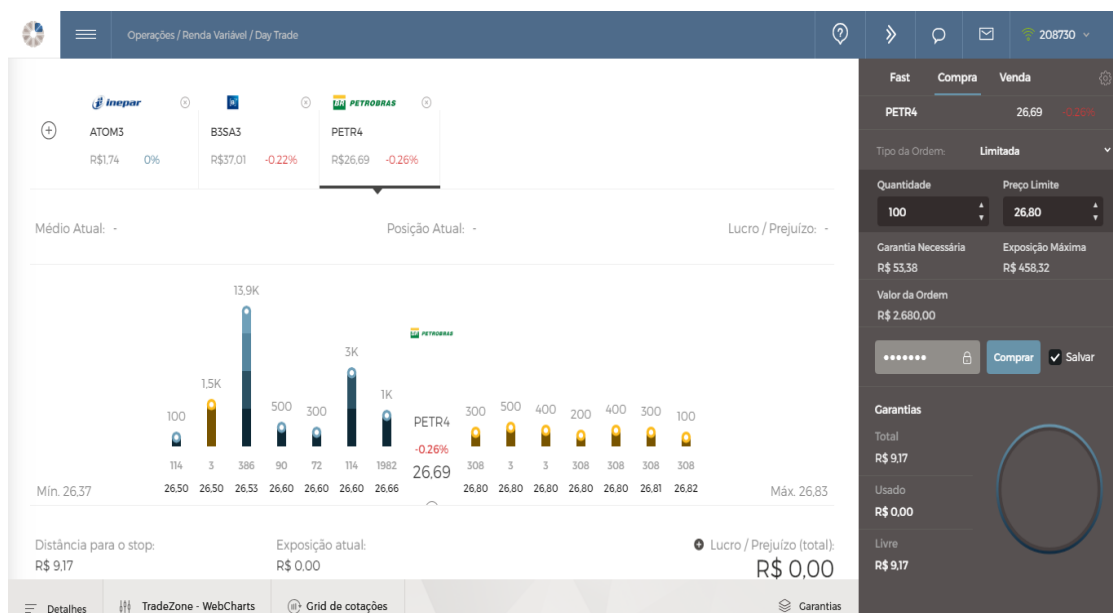 Operações / Renda Variável / Day Trade
208730
inepar
PETROBRAS
ATOM3 B3SA3 PETR4
R$1,74 0% R$37,01 -0.22% R$26,69 -0.26%
Médio Atual: - Posição Atual: - Lucro / Prejuízo: -
13,9K
BR PETROBRAS
3K
1,5K
1K
100 500 300 PETR4 300 500 400 200 400 300 100
-0.26%
114 3 386 90 72 114 1982 26,69 308 3 3 308 308 308 308
Mín. 26,37 26,50 26,50 26,53 26,60 26,60 26,60 26,66 26,80 26,80 26,80 26,80 26,80 26,81 26,82 Máx. 26,83
Distância para o stop: Exposição atual: Lucro / Prejuízo (total):
R$ 9,17 R$ 0,00 R$ 0,00
Detalhes TradeZone - WebCharts Grid de cotações Garantias
Fast Compra Venda
PETR4 26,69 -0.26%
Tipo da Ordem: Limitada
Quantidade Preço Limite
100 26,80
Garantia Necessária Exposição Máxima
R$ 53,38 R$ 458,32
Valor da Ordem
R$ 2.680,00
••••••• Comprar Salvar
Garantias
Total
R$ 9,17
Usado
R$ 0,00
Livre
R$ 9,17